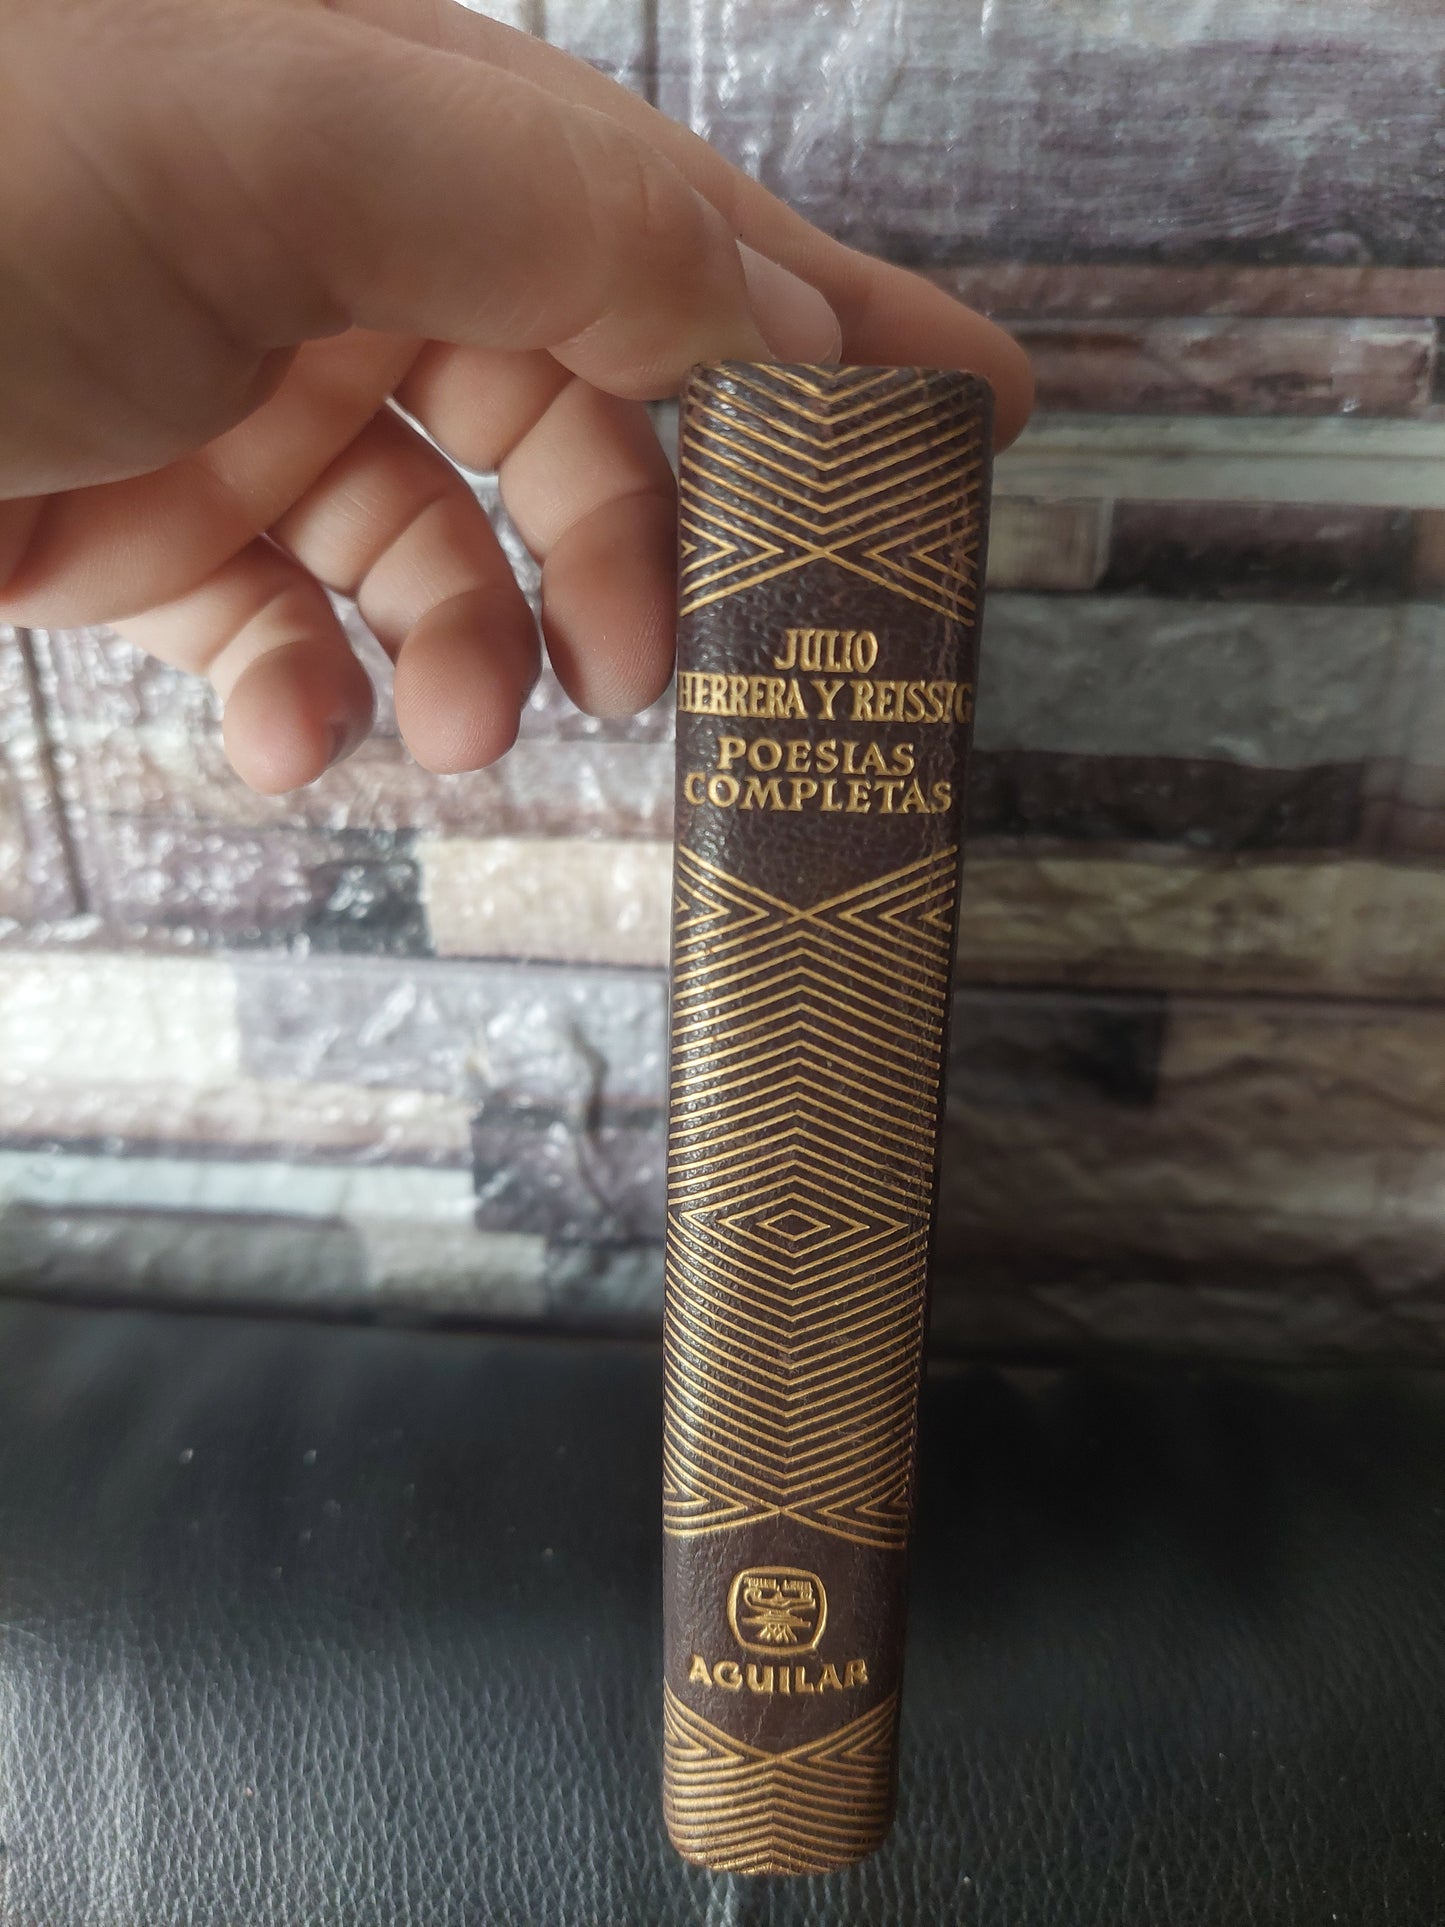 JULIO
HERRERA Y REISSIG
POESIAS
COMPLETAS
AGUILAR